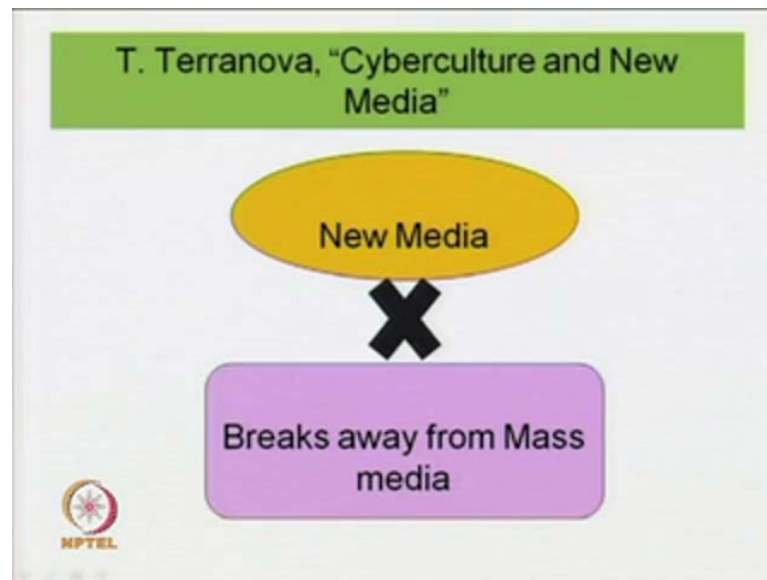 T. Terranova, “Cyberculture and New
Media”
New Media
Breaks away from Mass
media
NPTEL